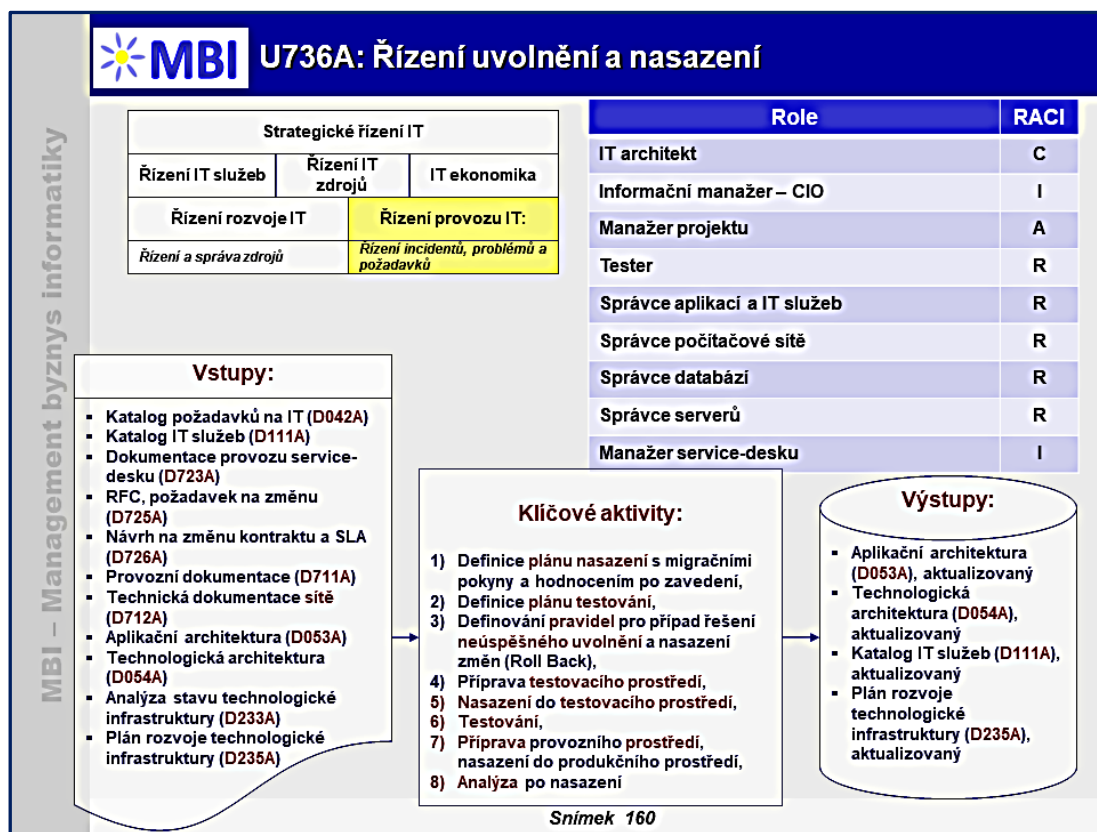 MBI
U736A: Řízení uvolnění a nasazení
MBI – Management byznys informatiky
Strategické řízení IT
Řízení IT služeb
Řízení IT
zdrojů
IT ekonomika
Řízení rozvoje IT
Řízení provozu IT:
Řízení a správa zdrojů
Řízení incidentů, problémů a
požadavků
Role RACI
IT architekt C
Informační manažer – CIO I
Manažer projektu A
Tester R
Správce aplikací a IT služeb R
Správce počítačové sítě R
Správce databází R
Správce serverů R
Manažer service-desku I
Vstupy:
▪ Katalog požadavků na IT (D042A)
▪ Katalog IT služeb (D111A)
▪ Dokumentace provozu service-
desku (D723A)
▪ RFC, požadavek na změnu
(D725A)
▪ Návrh na změnu kontraktu a SLA
(D726A)
▪ Provozní dokumentace (D711A)
▪ Technická dokumentace sítě
(D712A)
▪ Aplikační architektura (D053A)
▪ Technologická architektura
(D054A)
▪ Analýza stavu technologické
infrastruktury (D233A)
▪ Plán rozvoje technologické
infrastruktury (D235A)
Klíčové aktivity:
1) Definice plánu nasazení s migračními
pokyny a hodnocením po zavedení,
2) Definice plánu testování,
3) Definování pravidel pro případ řešení
neúspěšného uvolnění a nasazení
změn (Roll Back),
4) Příprava testovacího prostředí,
5) Nasazení do testovacího prostředí,
6) Testování,
7) Příprava provozního prostředí,
nasazení do produkčního prostředí,
8) Analýza po nasazení
Výstupy:
▪ Aplikační architektura
(D053A), aktualizovaný
▪ Technologická
architektura (D054A),
aktualizovaný
▪ Katalog IT služeb (D111A),
aktualizovaný
▪ Plán rozvoje
technologické
infrastruktury (D235A),
aktualizovaný
Snímek 160